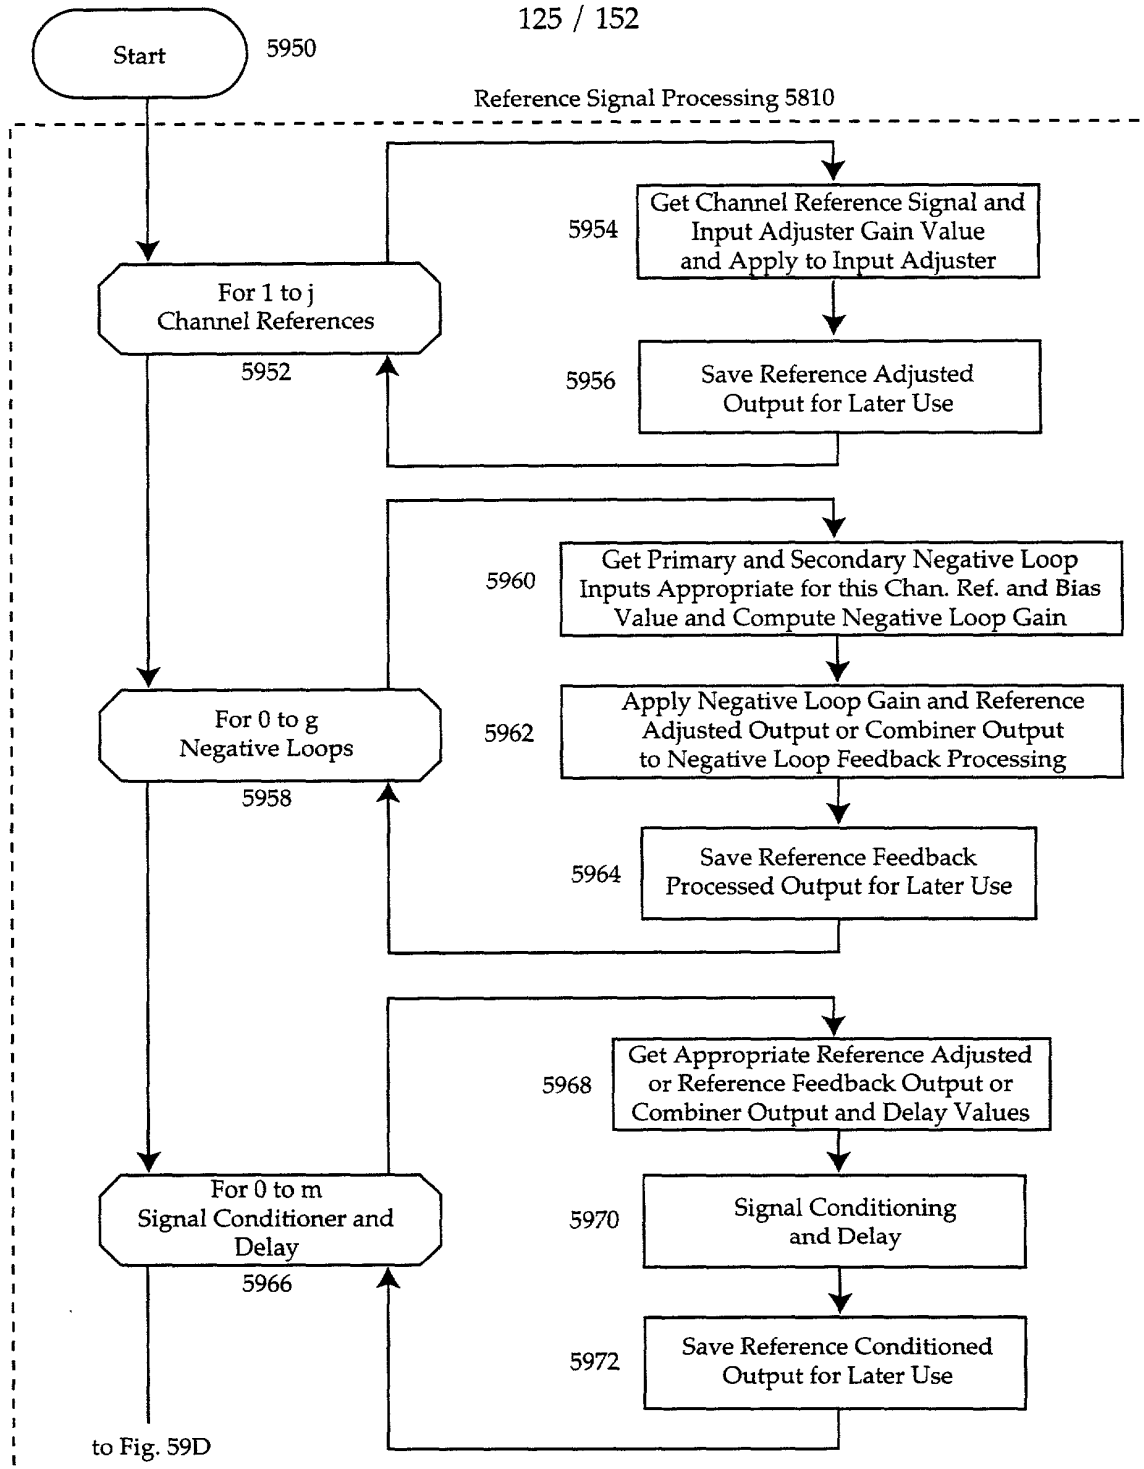 125 / 152
Start
5950
Reference Signal Processing 5810
5954
Get Channel Reference Signal and
Input Adjuster Gain Value
and Apply to Input Adjuster
For 1 to j
Channel References
5952
5956
Save Reference Adjusted
Output for Later Use
5960
Get Primary and Secondary Negative Loop
Inputs Appropriate for this Chan. Ref. and Bias
Value and Compute Negative Loop Gain
For 0 to g
Negative Loops
5958
5962
Apply Negative Loop Gain and Reference
Adjusted Output or Combiner Output
to Negative Loop Feedback Processing
5964
Save Reference Feedback
Processed Output for Later Use
5968
Get Appropriate Reference Adjusted
or Reference Feedback Output or
Combiner Output and Delay Values
For 0 to m
Signal Conditioner and
Delay
5966
5970
Signal Conditioning
and Delay
5972
Save Reference Conditioned
Output for Later Use
to Fig. 59D